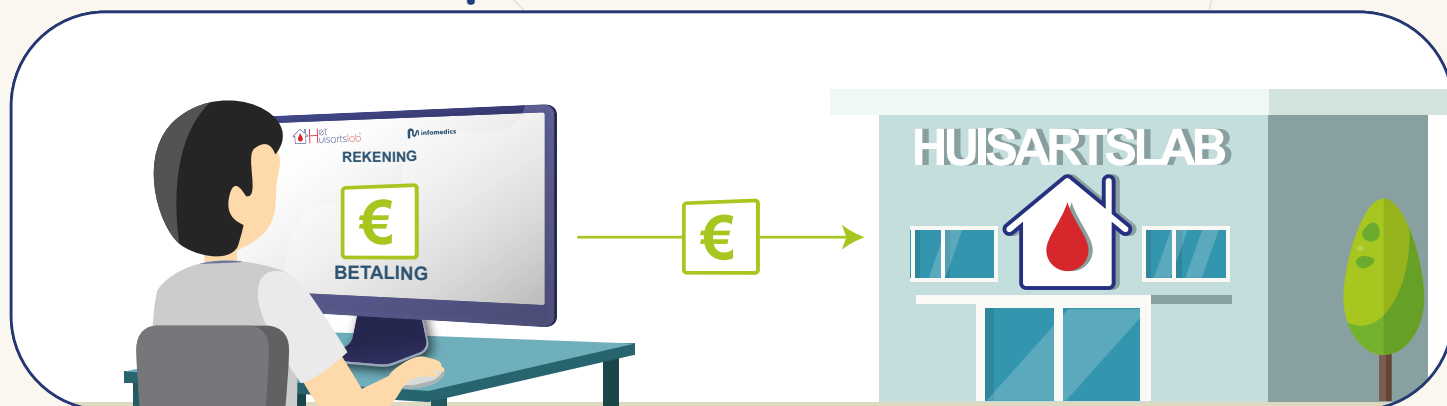 Het
Huisartslab
infomedics
REKENING
€
BETALING
€
HUISARTSLAB